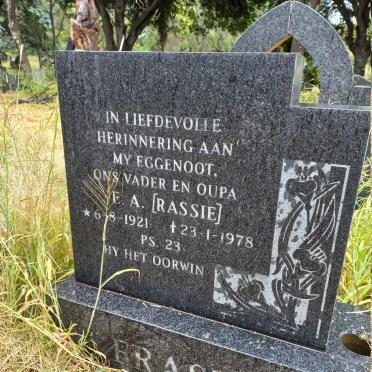 IN LIEFDEVOLLE
HERINNERING AAN
MY EGGENOOT,
ONS VADER EN OUPA
E. A. [RASSIE]
★ 6-8-1921 ✝ 23-1-1978
PS. 23
HY HET OORWIN